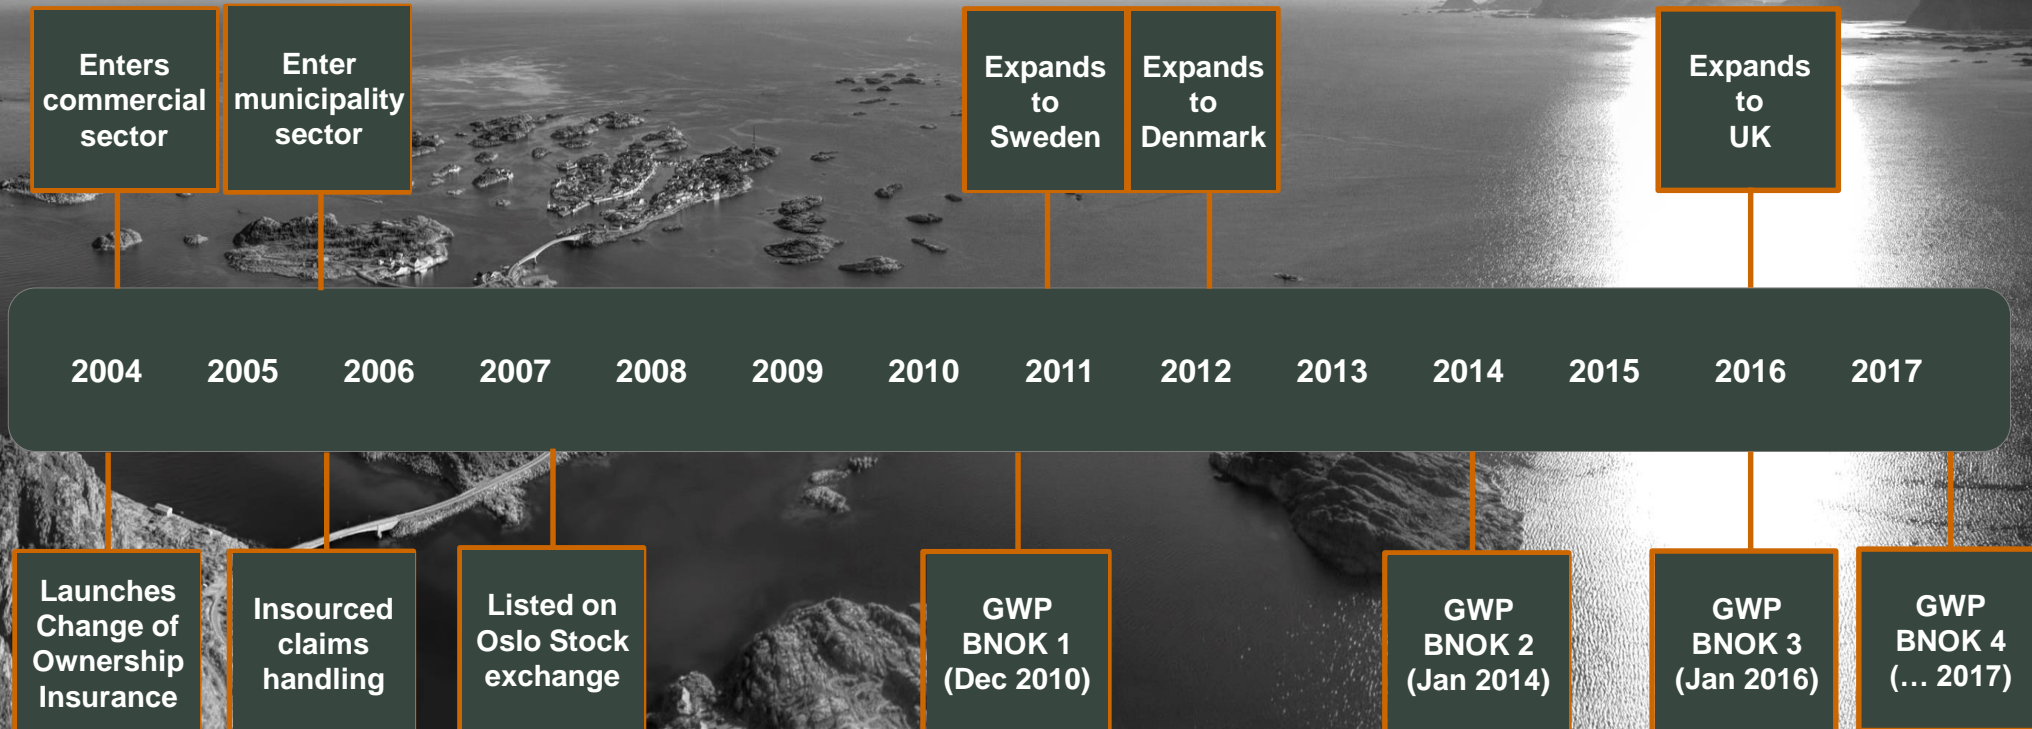 Enters
commercial
sector
Enter
municipality
sector
Expands
to
Sweden
Expands
to
Denmark
Expands
to
UK
2004 2005 2006 2007 2008 2009 2010 2011 2012 2013 2014 2015 2016 2017
Launches
Change of
Ownership
Insurance
Insourced
claims
handling
Listed on
Oslo Stock
exchange
GWP
BNOK 1
(Dec 2010)
GWP
BNOK 2
(Jan 2014)
GWP
BNOK 3
(Jan 2016)
GWP
BNOK 4
(… 2017)